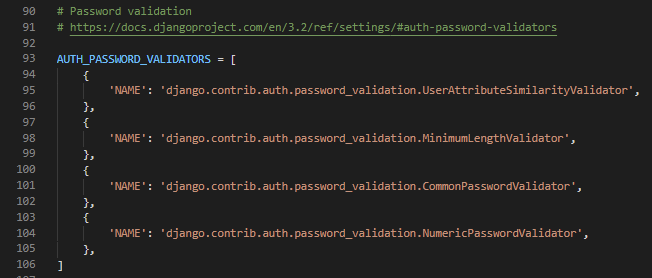 90 # Password validation
91 # https://docs.djangoproject.com/en/3.2/ref/settings/#auth-password-validators
92
93 AUTH_PASSWORD_VALIDATORS = [
94     {
95         'NAME': 'django.contrib.auth.password_validation.UserAttributeSimilarityValidator',
96     },
97     {
98         'NAME': 'django.contrib.auth.password_validation.MinimumLengthValidator',
99     },
100     {
101         'NAME': 'django.contrib.auth.password_validation.CommonPasswordValidator',
102     },
103     {
104         'NAME': 'django.contrib.auth.password_validation.NumericPasswordValidator',
105     },
106 ]